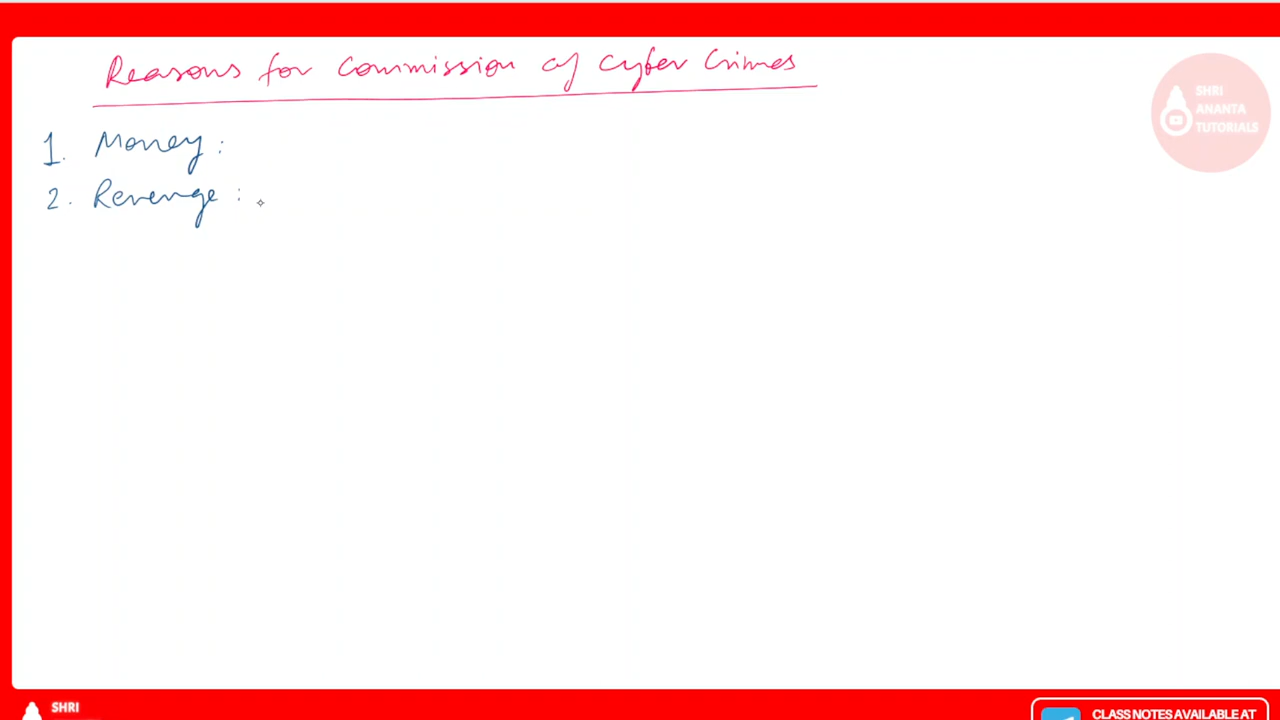 Reasons for Commission of Cyber Crimes
SHRI
ANANTA
TUTORIALS
1. Money :
2. Revenge :
SHRI
CLASS NOTES AVAILABLE AT